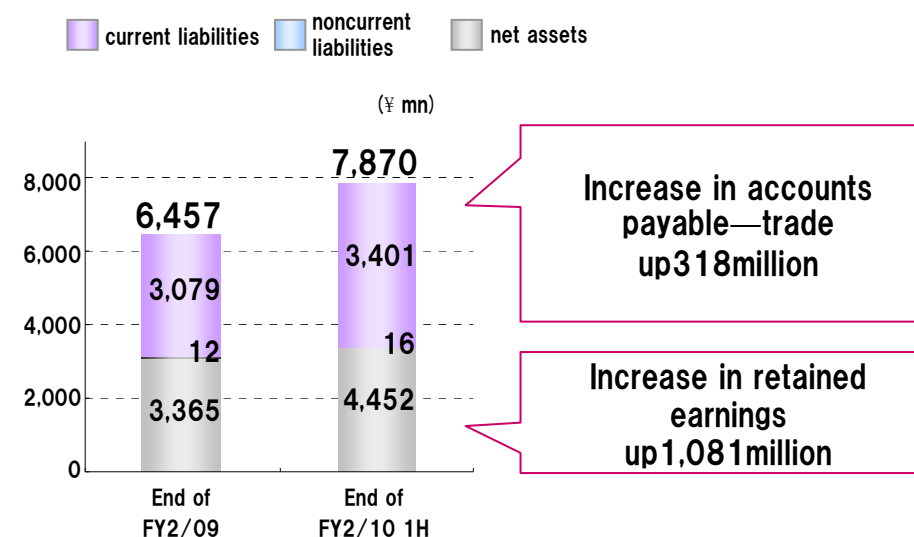 current liabilities
noncurrent
liabilities
net assets
(¥ mn)
8,000
6,000
4,000
2,000
0
6,457
3,079
12
3,365
7,870
3,401
16
4,452
End of
FY2/09
End of
FY2/10 1H
Increase in accounts
payable—trade
up318million
Increase in retained
earnings
up1,081million